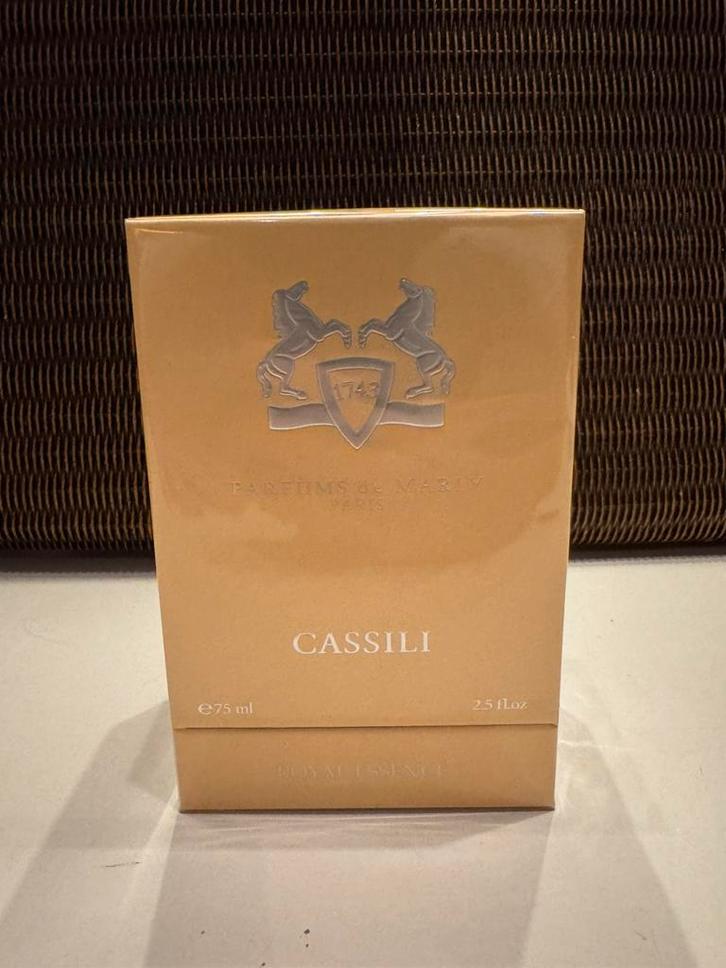 1743
PARFUMS de MARLY
PARIS
CASSILI
℮75 ml
2.5 fl.oz
ROYAL ESSENCE